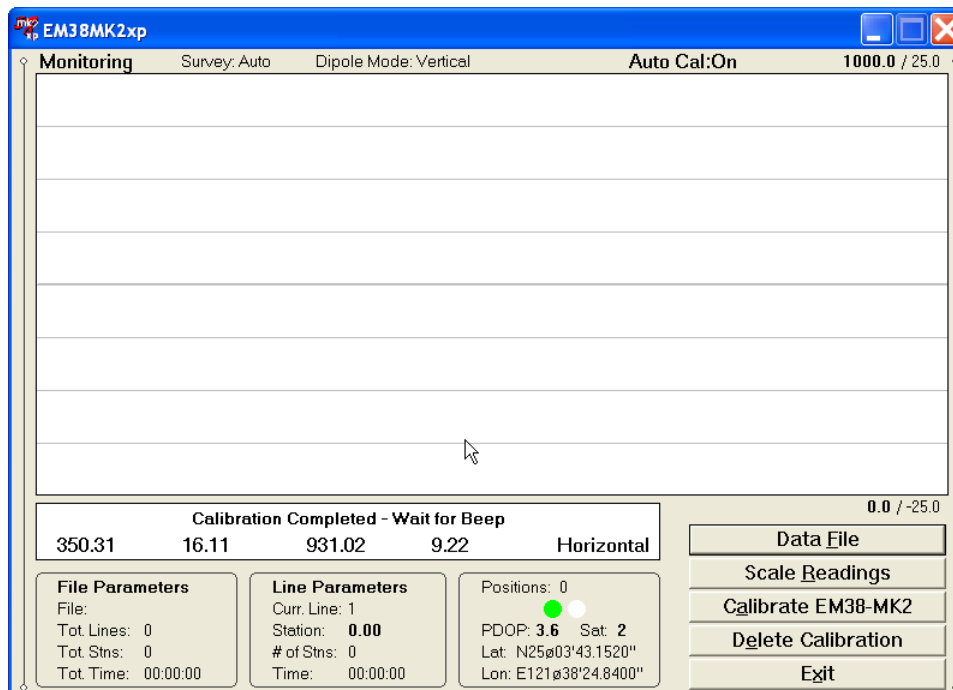 EM38MK2xp
Monitoring Survey: Auto Dipole Mode: Vertical Auto Cal:On 1000.0 / 25.0
0.0 / -25.0
Calibration Completed - Wait for Beep
350.31 16.11 931.02 9.22 Horizontal
File Parameters
File:
Tot. Lines: 0
Tot. Stns: 0
Tot. Time: 00:00:00
Line Parameters
Curr. Line: 1
Station: 0.00
# of Stns: 0
Time: 00:00:00
Positions: 0
PDOP: 3.6 Sat: 2
Lat: N25ø03'43.1520"
Lon: E121ø38'24.8400"
Data File
Scale Readings
Calibrate EM38-MK2
Delete Calibration
Exit